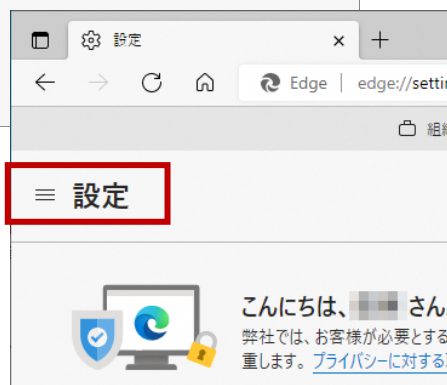 設定
Edge
edge://setti
組
設定
こんにちは、 さん
弊社では、お客様が必要とする
重します。プライバシーに対する